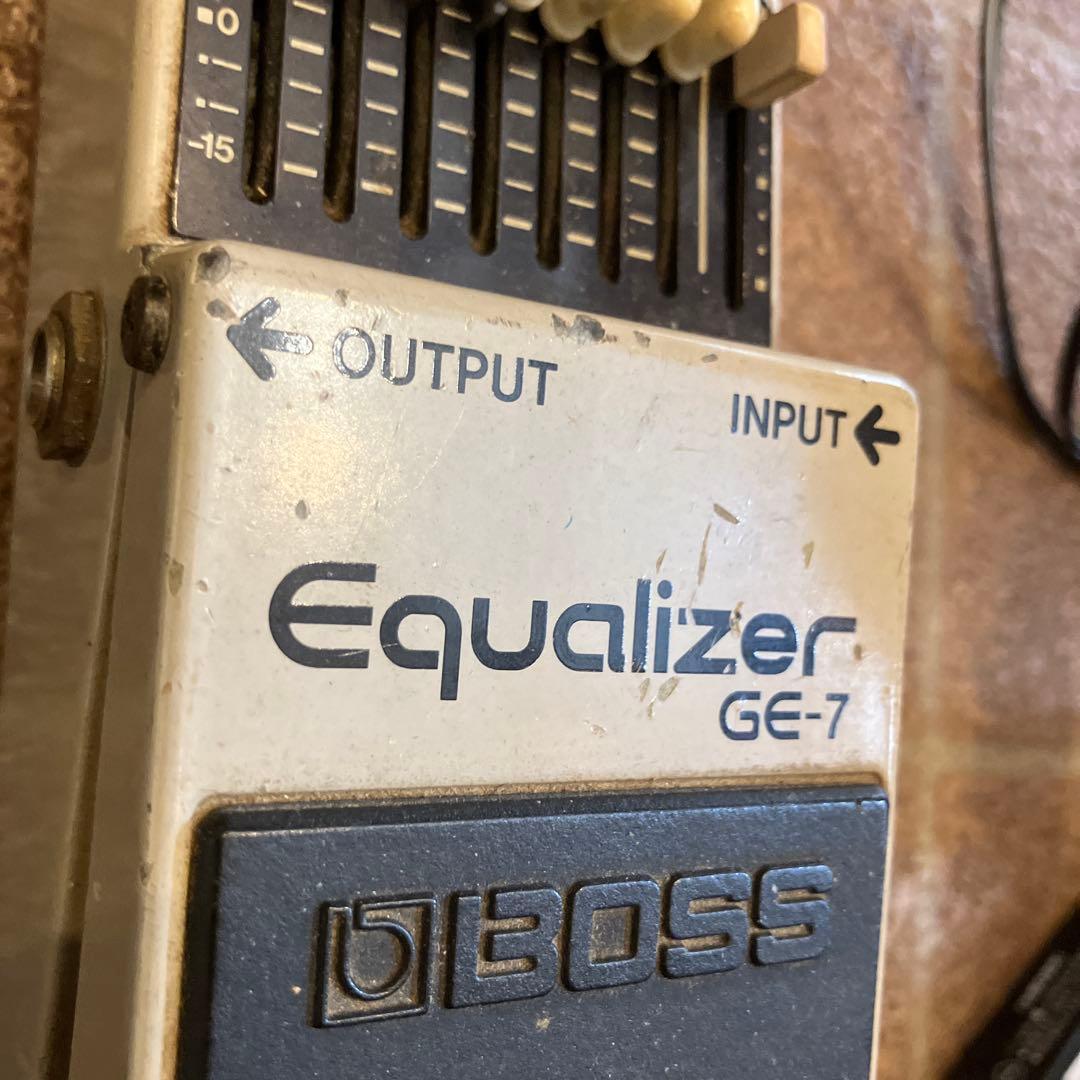 0
-15
← OUTPUT
INPUT ←
Equalizer
GE-7
BOSS